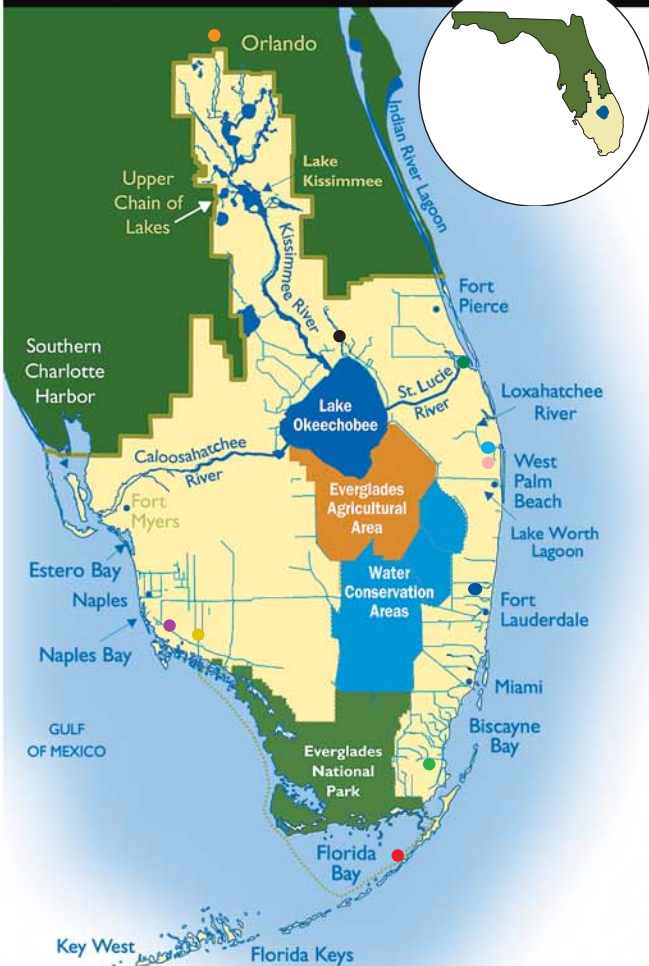 Orlando
Indian River Lagoon
Lake
Kissimmee
Upper
Chain of
Lakes
Kissimmee River
Fort
Pierce
Southern
Charlotte
Harbor
St. Lucie
River
Loxahatchee
River
Lake
Okeechobee
Caloosahatchee
River
West
Palm
Beach
Everglades
Agricultural
Area
Fort
Myers
Lake Worth
Lagoon
Estero Bay
Water
Conservation
Areas
Naples
Fort
Lauderdale
Naples Bay
Miami
GULF
OF MEXICO
Biscayne
Bay
Everglades
National
Park
Florida
Bay
Key West
Florida Keys